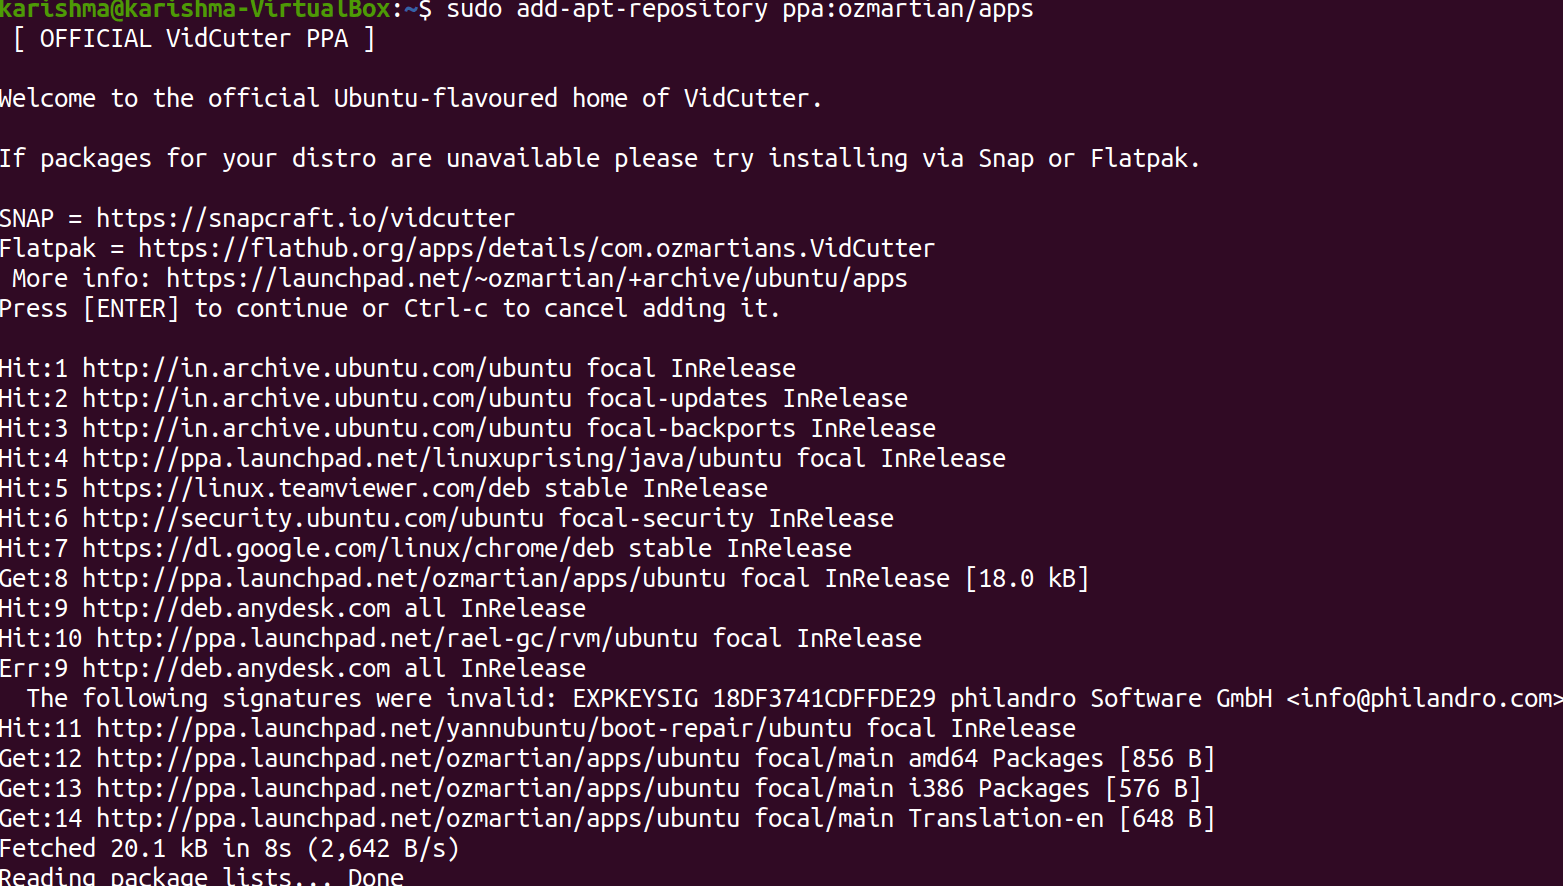 karishma@karishma-VirtualBox:~$ sudo add-apt-repository ppa:ozmartian/apps
[ OFFICIAL VidCutter PPA ]
Welcome to the official Ubuntu-flavoured home of VidCutter.
If packages for your distro are unavailable please try installing via Snap or Flatpak.
SNAP = https://snapcraft.io/vidcutter
Flatpak = https://flathub.org/apps/details/com.ozmartians.VidCutter
More info: https://launchpad.net/~ozmartian/+archive/ubuntu/apps
Press [ENTER] to continue or Ctrl-c to cancel adding it.
Hit:1 http://in.archive.ubuntu.com/ubuntu focal InRelease
Hit:2 http://in.archive.ubuntu.com/ubuntu focal-updates InRelease
Hit:3 http://in.archive.ubuntu.com/ubuntu focal-backports InRelease
Hit:4 http://ppa.launchpad.net/linuxuprising/java/ubuntu focal InRelease
Hit:5 https://linux.teamviewer.com/deb stable InRelease
Hit:6 http://security.ubuntu.com/ubuntu focal-security InRelease
Hit:7 https://dl.google.com/linux/chrome/deb stable InRelease
Get:8 http://ppa.launchpad.net/ozmartian/apps/ubuntu focal InRelease [18.0 kB]
Hit:9 http://deb.anydesk.com all InRelease
Hit:10 http://ppa.launchpad.net/rael-gc/rvm/ubuntu focal InRelease
Err:9 http://deb.anydesk.com all InRelease
The following signatures were invalid: EXPKEYSIG 18DF3741CDFFDE29 philandro Software GmbH <info@philandro.com>
Hit:11 http://ppa.launchpad.net/yannubuntu/boot-repair/ubuntu focal InRelease
Get:12 http://ppa.launchpad.net/ozmartian/apps/ubuntu focal/main amd64 Packages [856 B]
Get:13 http://ppa.launchpad.net/ozmartian/apps/ubuntu focal/main i386 Packages [576 B]
Get:14 http://ppa.launchpad.net/ozmartian/apps/ubuntu focal/main Translation-en [648 B]
Fetched 20.1 kB in 8s (2,642 B/s)
Reading package lists... Done